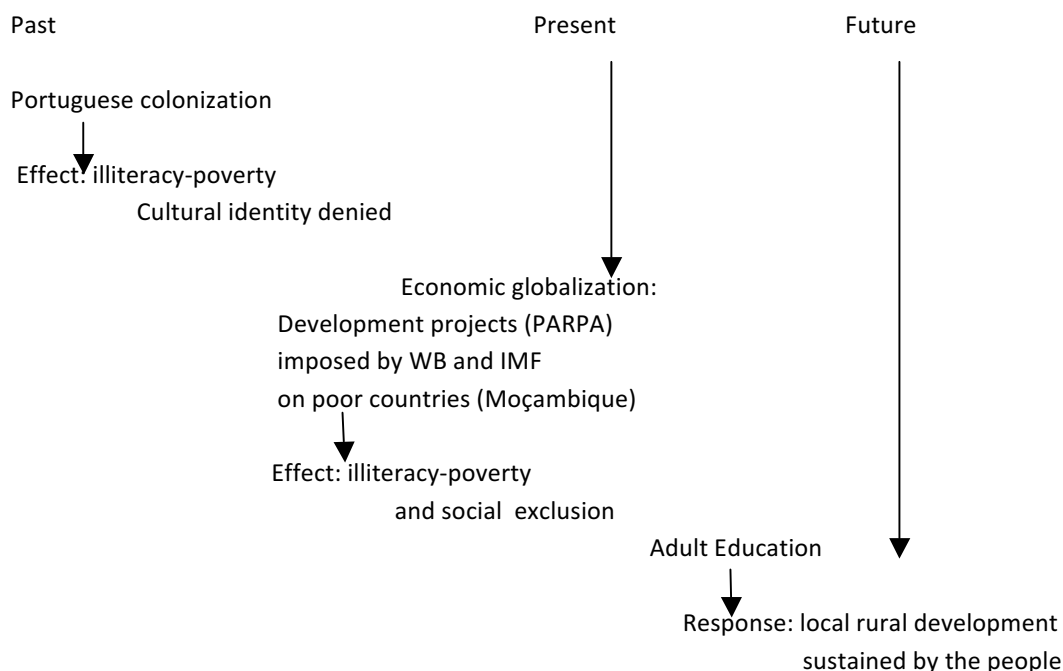 Past Present Future
Portuguese colonization
Effect: illiteracy-poverty
Cultural identity denied
Economic globalization:
Development projects (PARPA)
imposed by WB and IMF
on poor countries (Moçambique)
Effect: illiteracy-poverty
and social exclusion
Adult Education
Response: local rural development
sustained by the people